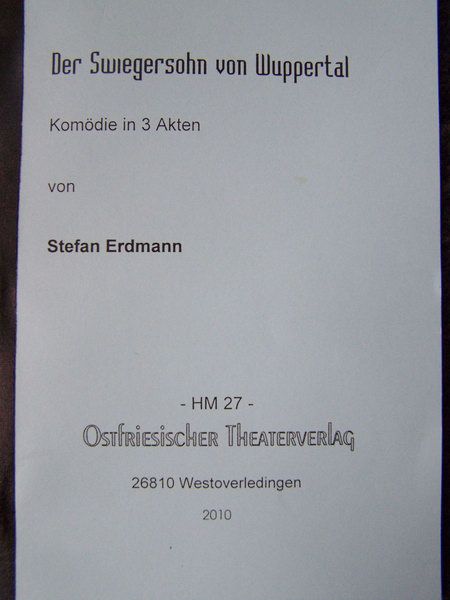 Der Swiegersohn von Wuppertal
Komödie in 3 Akten
von
Stefan Erdmann
- HM 27 -
Ostfriesischer Theaterverlag
26810 Westoverledingen
2010